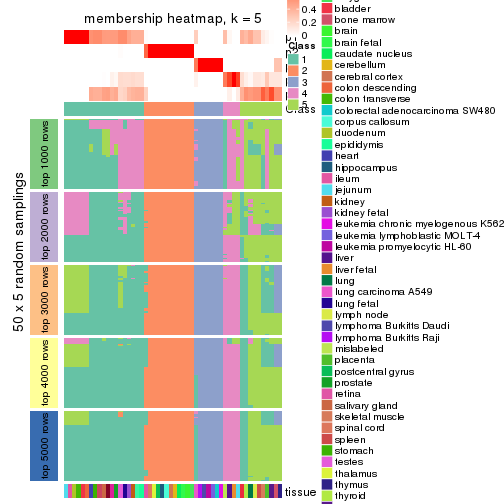 membership heatmap, k = 5
50 x 5 random samplings
top 1000 rows
top 2000 rows
top 3000 rows
top 4000 rows
top 5000 rows
0.4
0.2
0
Class
1
2
3
4
5
Class
tissue
bladder
bone marrow
brain
brain fetal
caudate nucleus
cerebellum
cerebral cortex
colon descending
colon transverse
colorectal adenocarcinoma SW480
corpus callosum
duodenum
epididymis
heart
hippocampus
ileum
jejunum
kidney
kidney fetal
leukemia chronic myelogenous K562
leukemia lymphoblastic MOLT-4
leukemia promyelocytic HL-60
liver
liver fetal
lung
lung carcinoma A549
lung fetal
lymph node
lymphoma Burkitts Daudi
lymphoma Burkitts Raji
mislabeled
placenta
postcentral gyrus
prostate
retina
salivary gland
skeletal muscle
spinal cord
spleen
stomach
testes
thalamus
thymus
thyroid